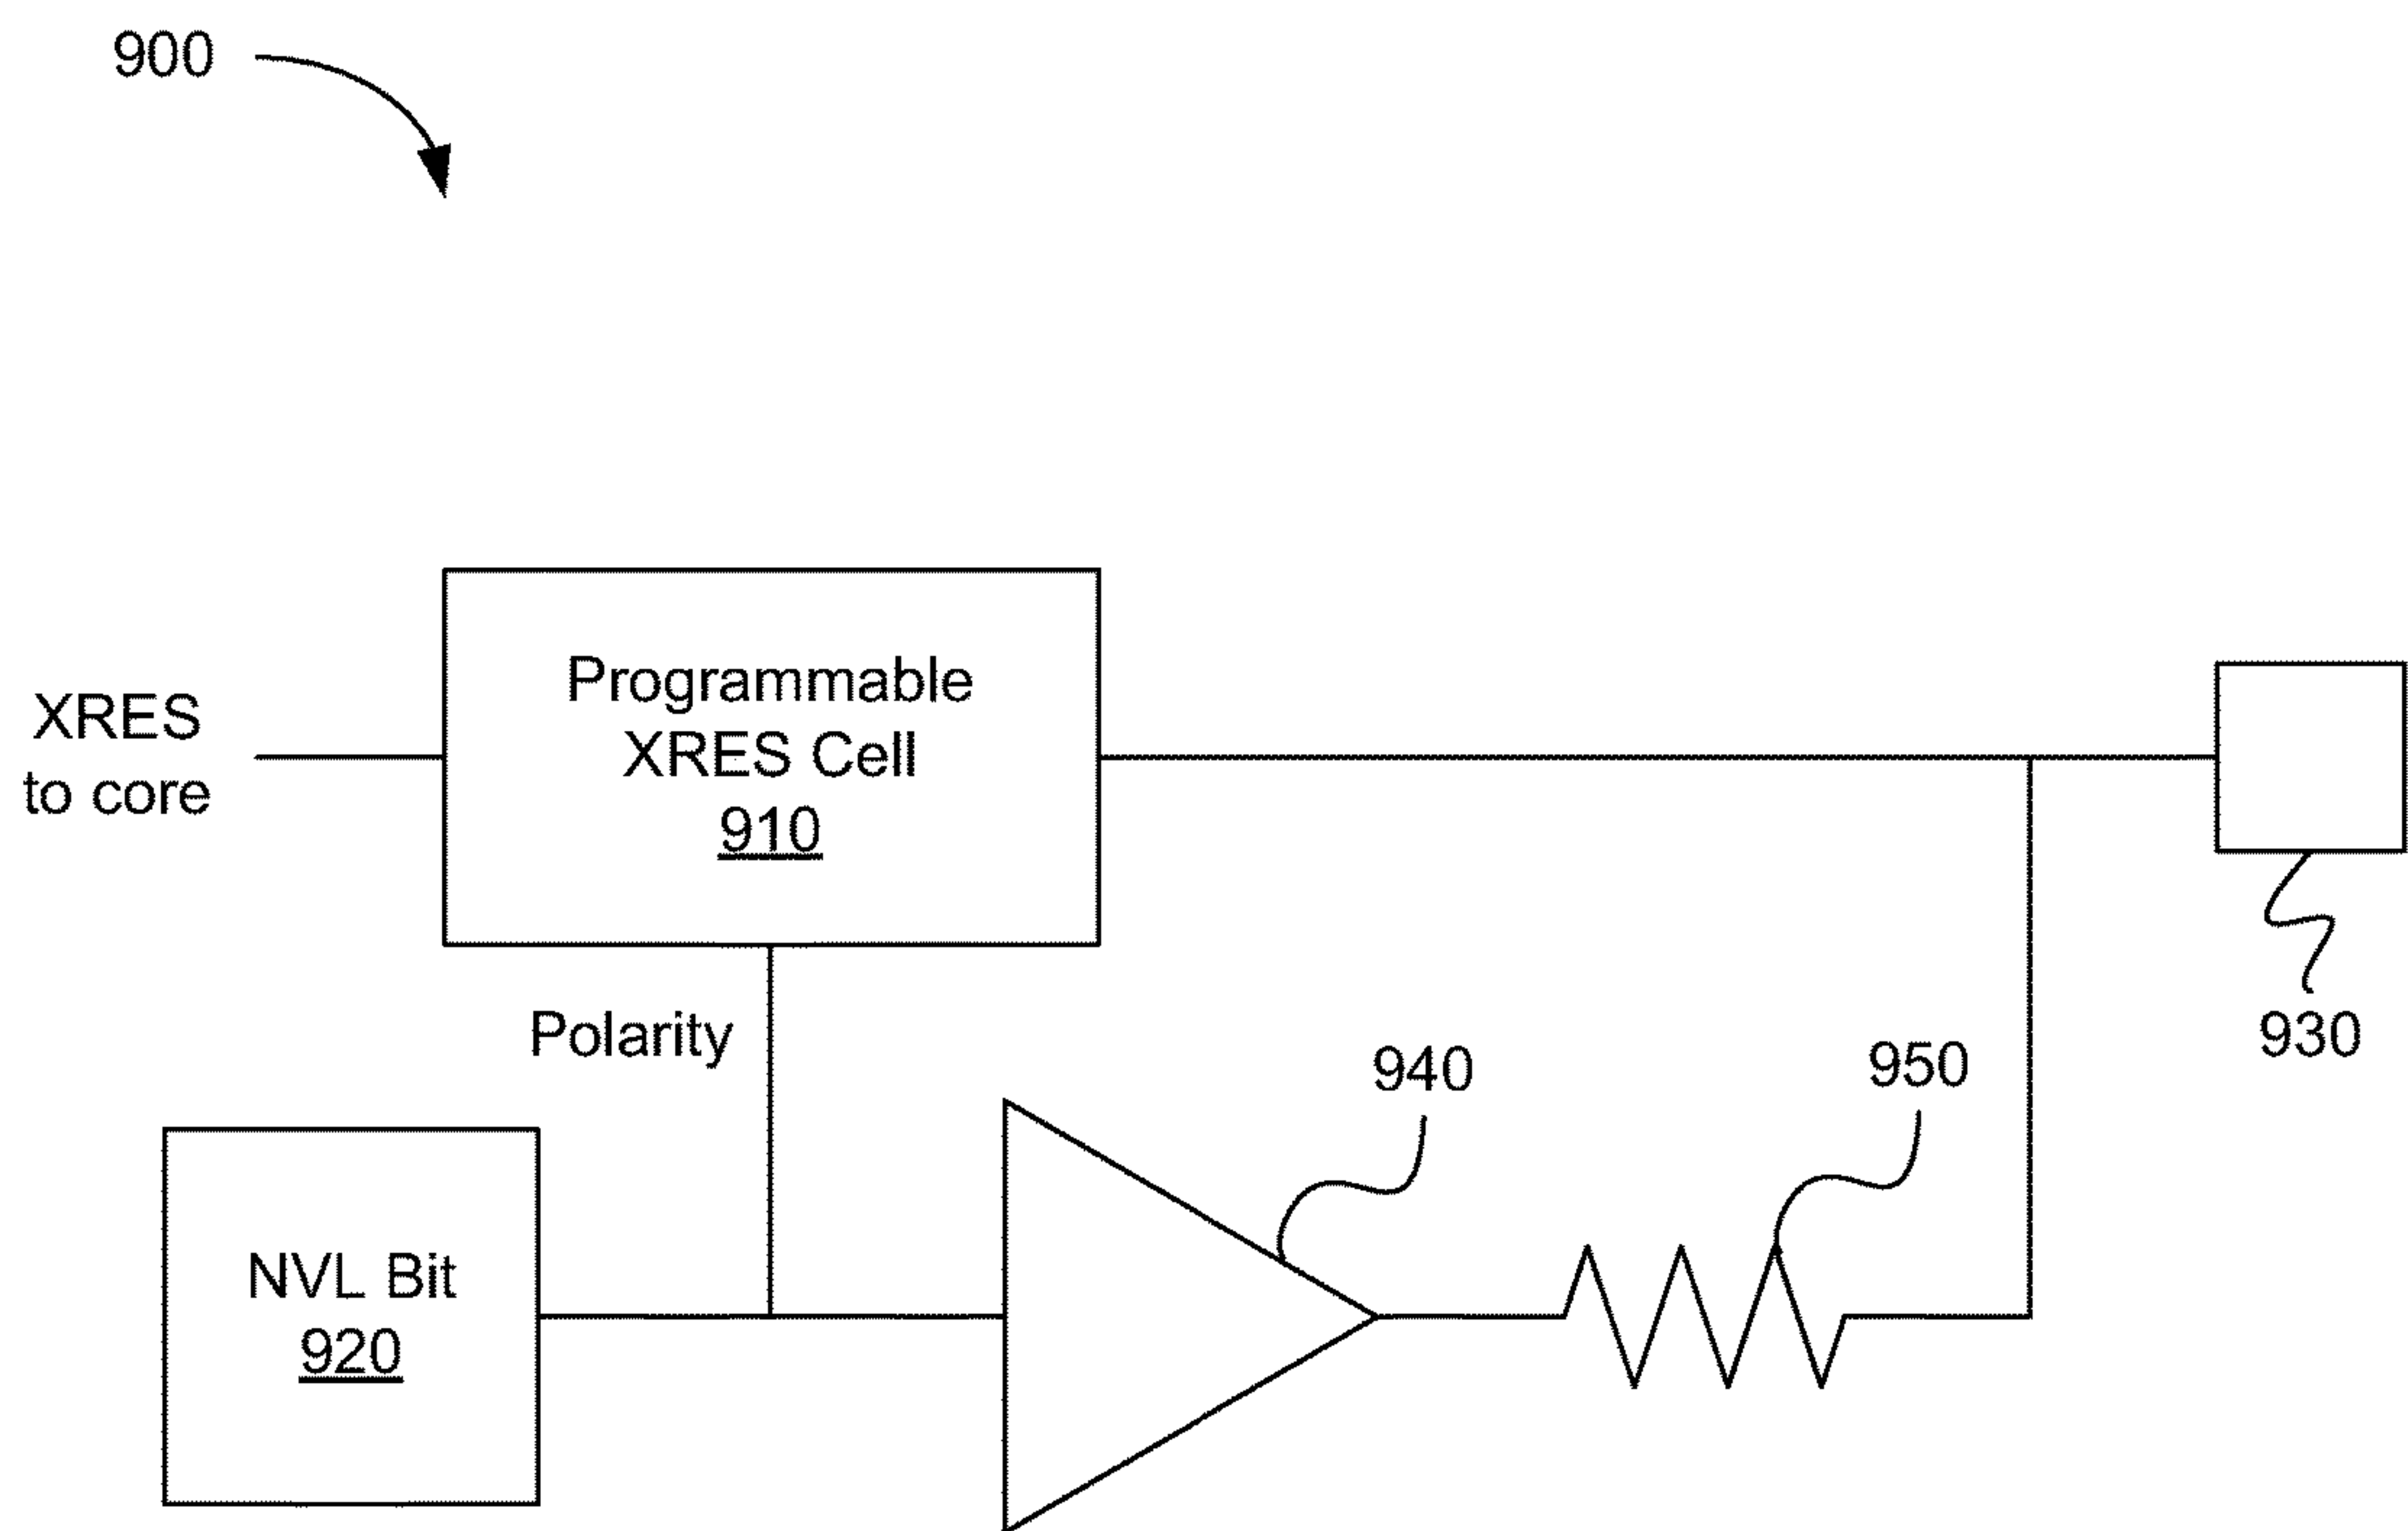 900
Programmable
XRES Cell
910
XRES
to core
930
Polarity
940
950
NVL Bit
920